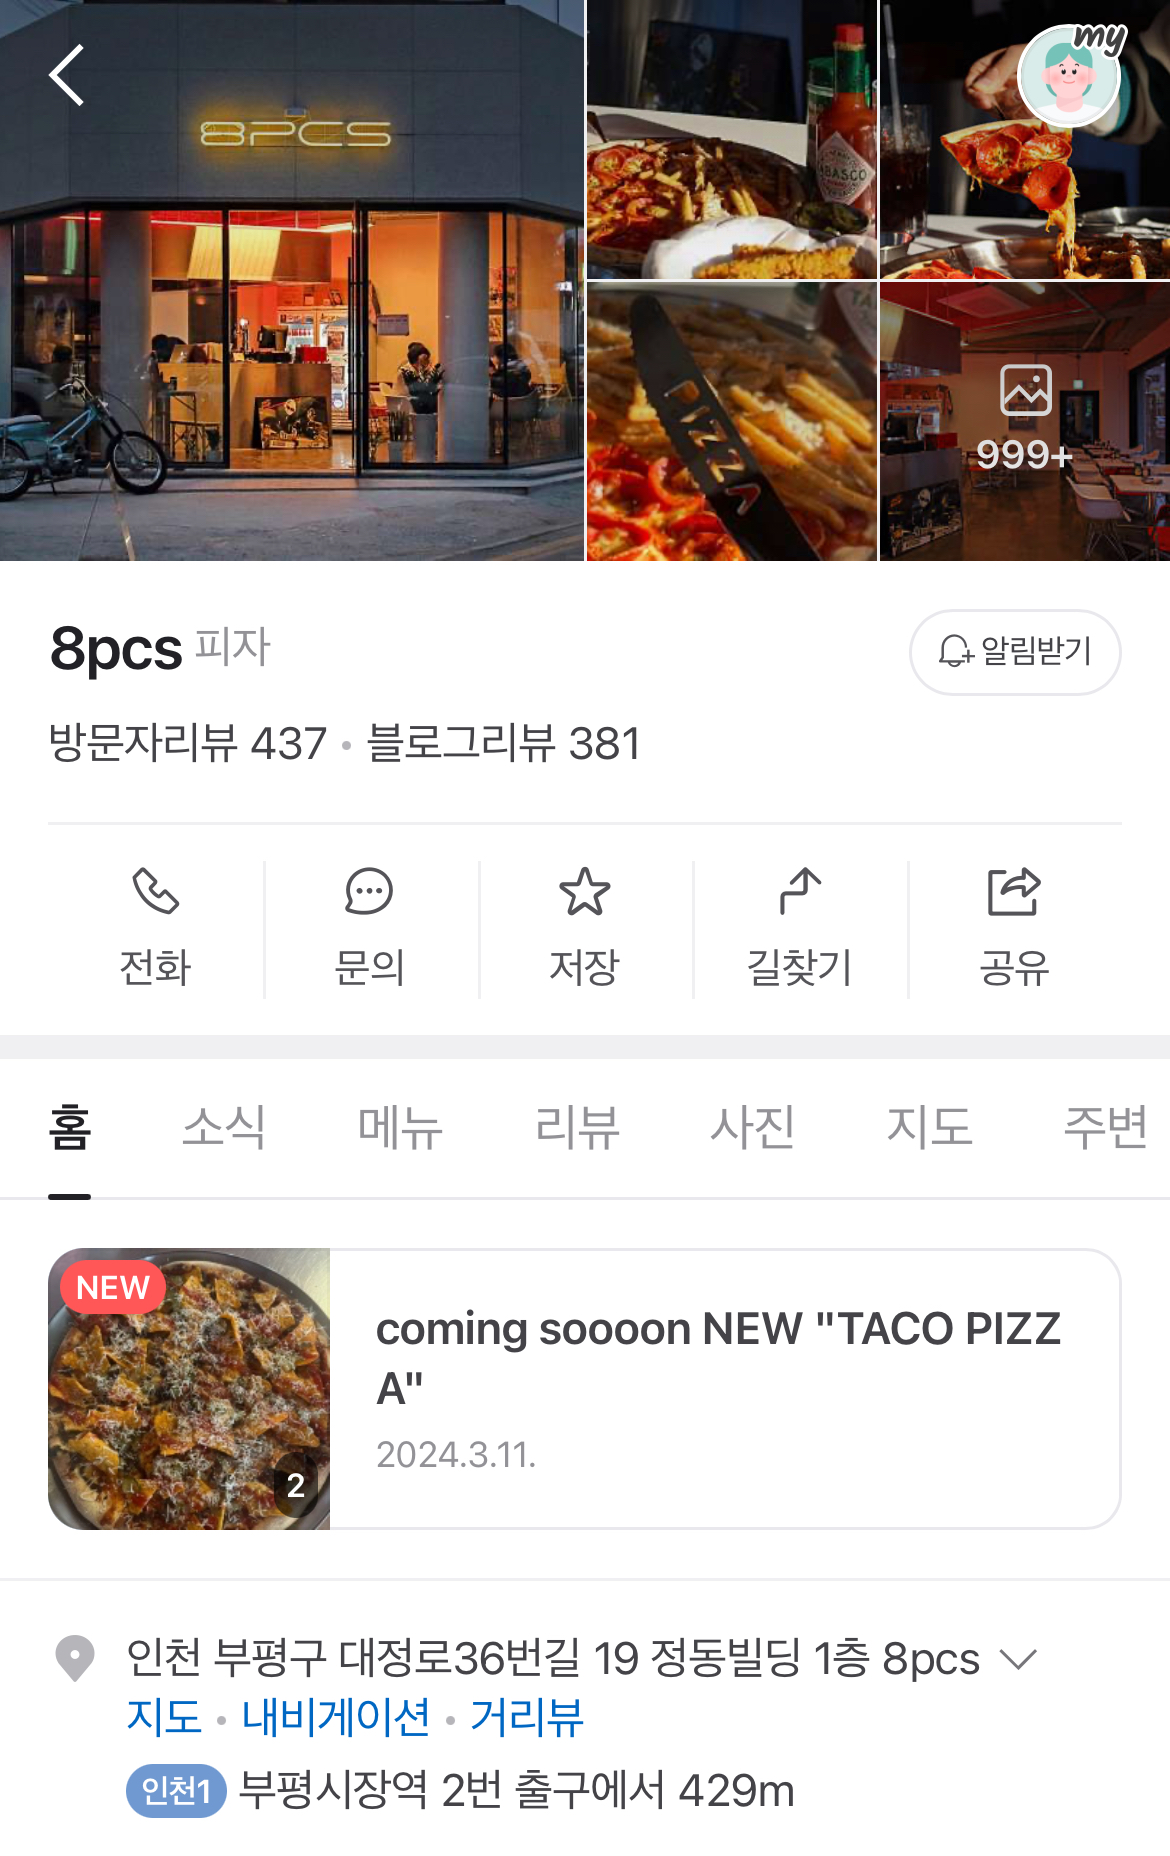 8PCS
my
TABASCO
PIZZA
999+
8pcs 피자
알림받기
방문자리뷰 437 • 블로그리뷰 381
전화
문의
저장
길찾기
공유
홈
소식
메뉴
리뷰
사진
지도
주변
NEW
coming soooon NEW "TACO PIZZ
A"
2024.3.11.
2
인천 부평구 대정로36번길 19 정동빌딩 1층 8pcs
지도 • 내비게이션 • 거리뷰
인천1 부평시장역 2번 출구에서 429m